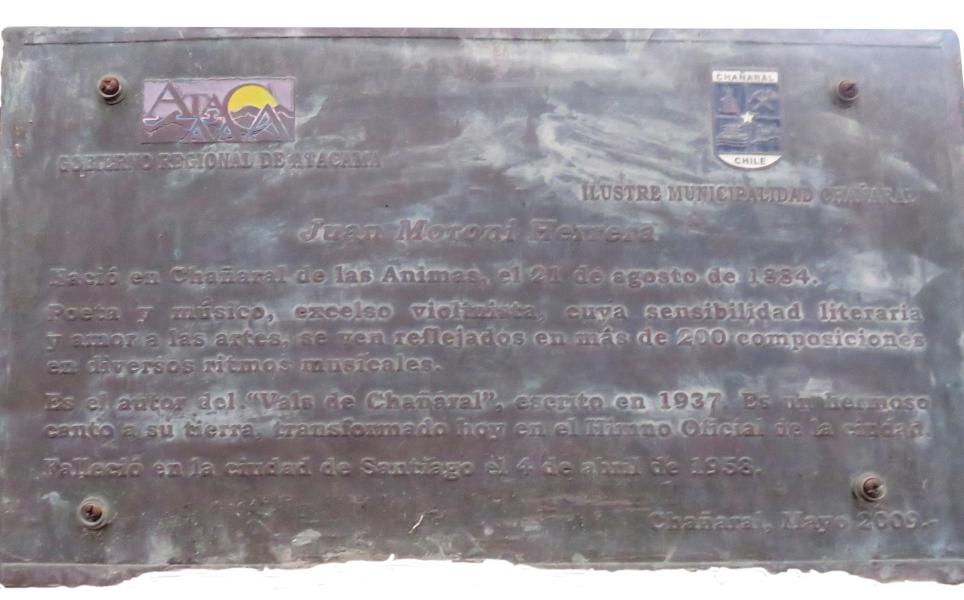 ATACAMA
CHAÑARAL
CHILE
GOBIERNO REGIONAL DE ATACAMA
ILUSTRE MUNICIPALIDAD CHAÑARAL
Juan Moroni Herrera
Nació en Chañaral de las Animas, el 21 de agosto de 1884.
Poeta y músico, excelso violinista, cuya sensibilidad literaria
y amor a las artes, se ven reflejados en más de 200 composiciones
en diversos ritmos musicales.
Es el autor del "Vals de Chañaral", escrito en 1937. Es un hermoso
canto a su tierra, transformado hoy en el Himno Oficial de la ciudad.
Falleció en la ciudad de Santiago el 4 de abril de 1958.
Chañaral, Mayo 2009.-